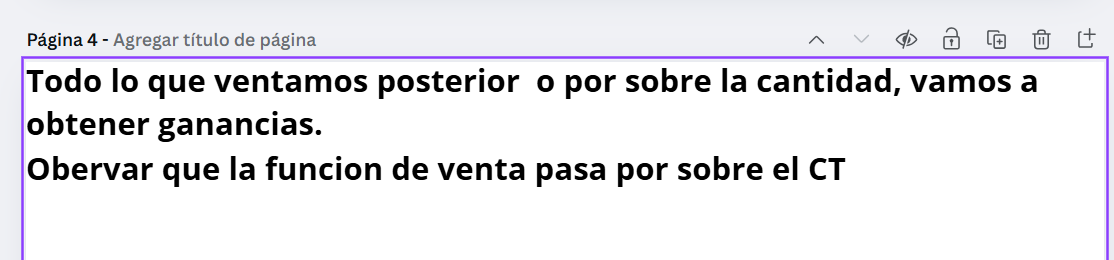 Página 4 - Agregar título de página
Todo lo que ventamos posterior  o por sobre la cantidad, vamos a
obtener ganancias.
Obervar que la funcion de venta pasa por sobre el CT